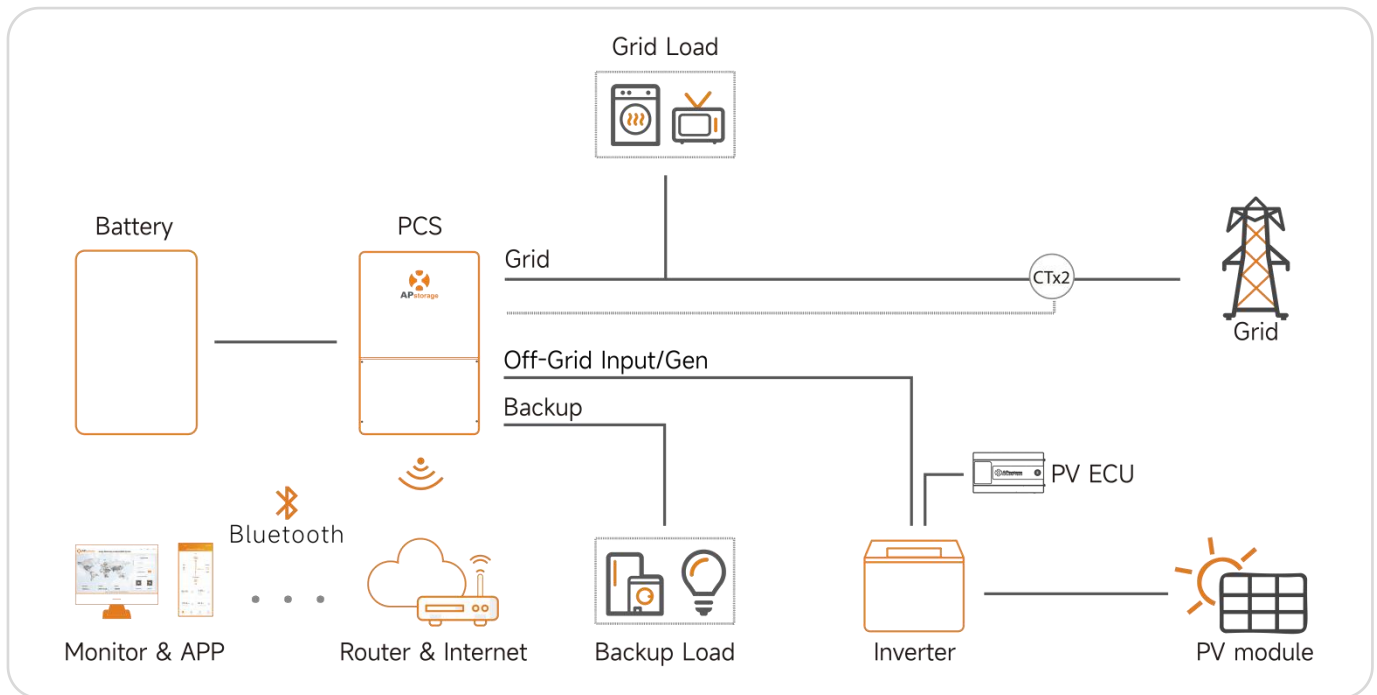 Grid Load
Battery
PCS
Grid
APstorage
CTx2
Grid
Off-Grid Input/Gen
Backup
PV ECU
Bluetooth
Monitor & APP
Router & Internet
Backup Load
Inverter
PV module